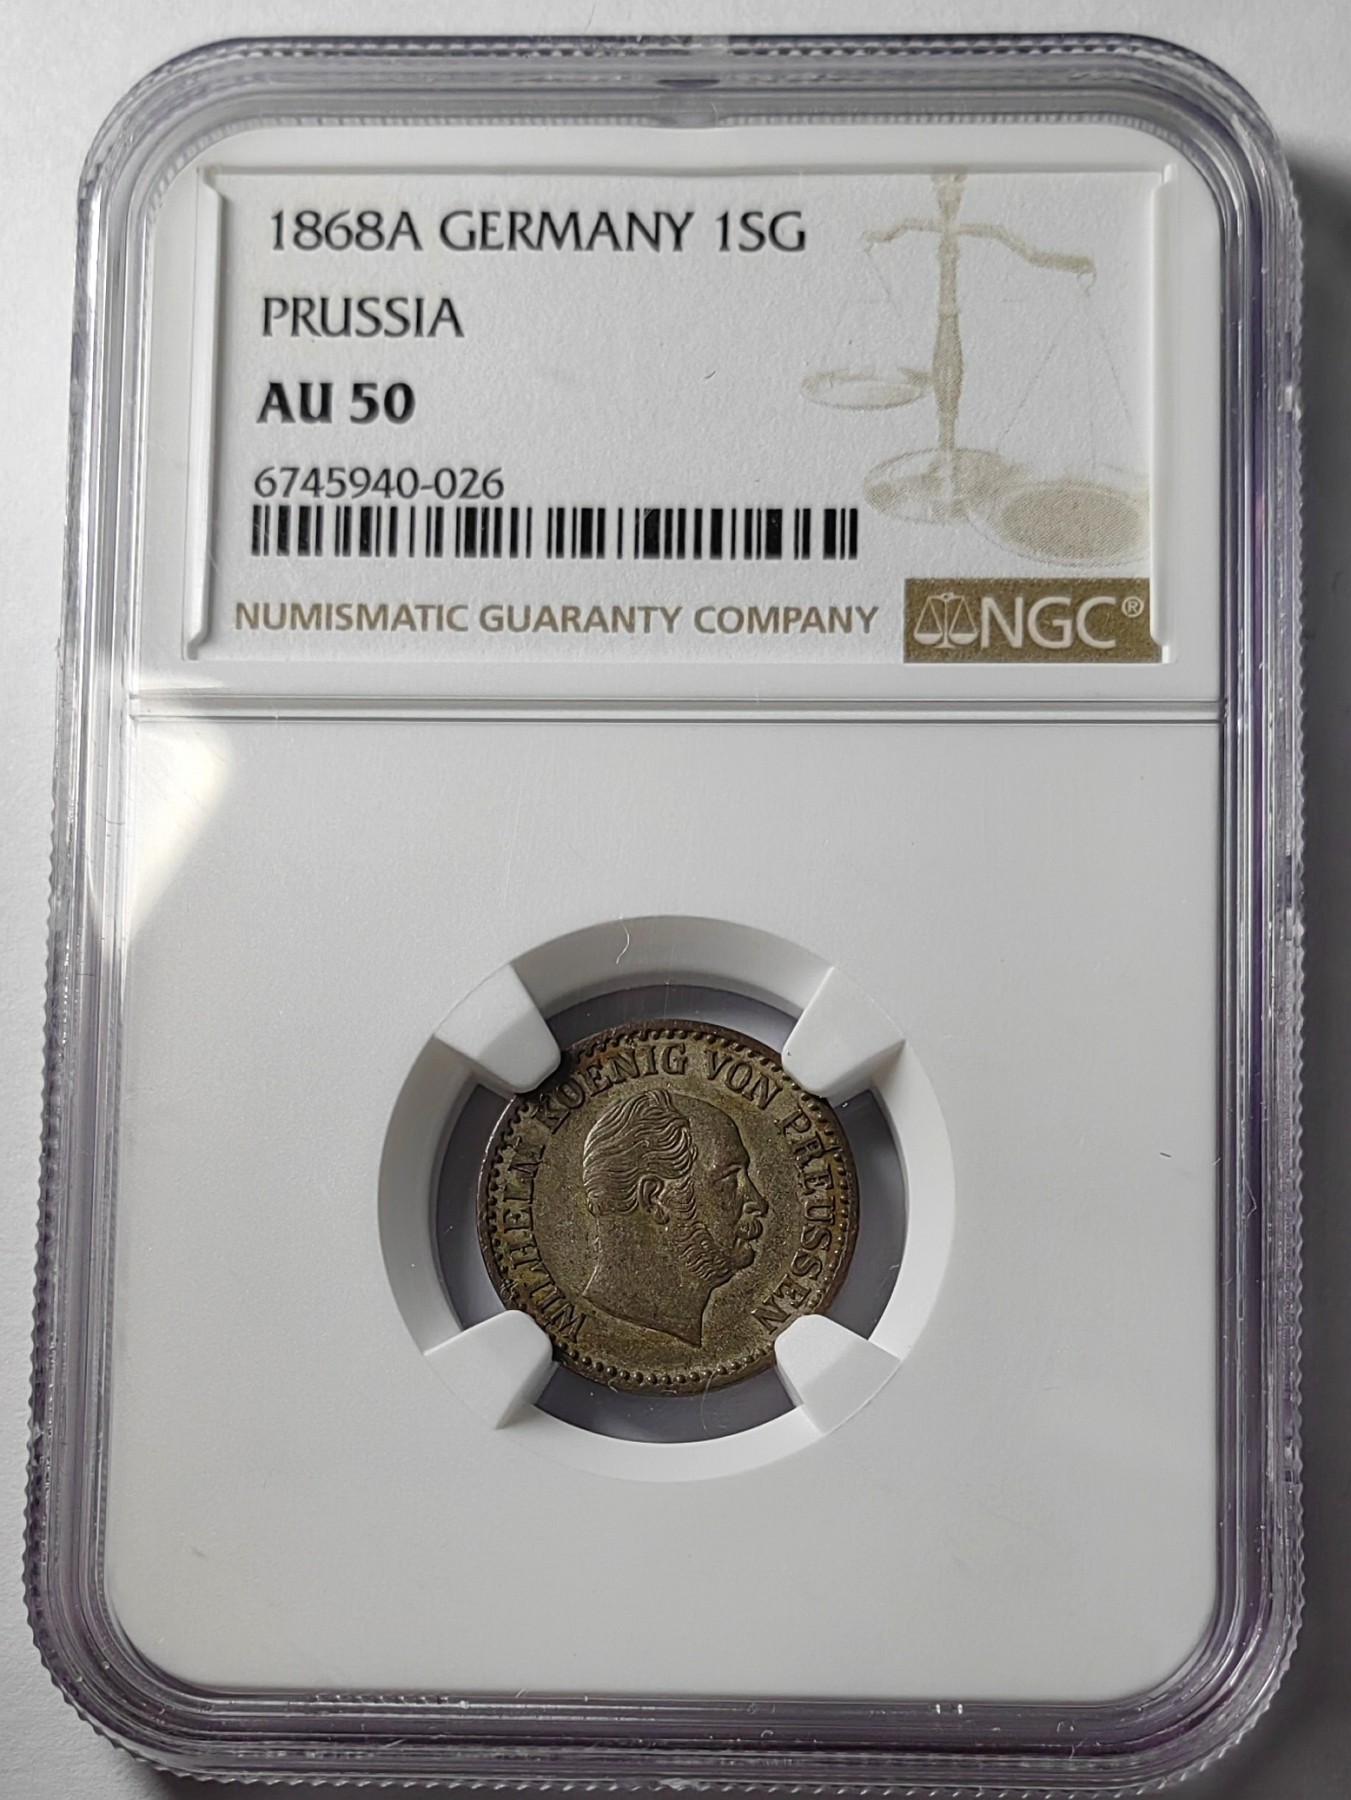 1868A GERMANY 1SG
PRUSSIA
AU 50
6745940-026
NUMISMATIC GUARANTY COMPANY
NGC®
WILHELM KOENIG VON PREUSSEN